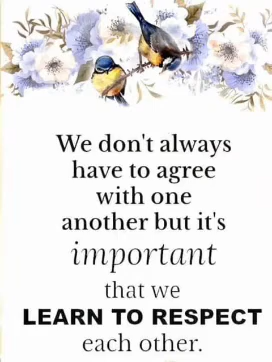 We don't always
have to agree
with one
another but it's
important
that we
LEARN TO RESPECT
each other.